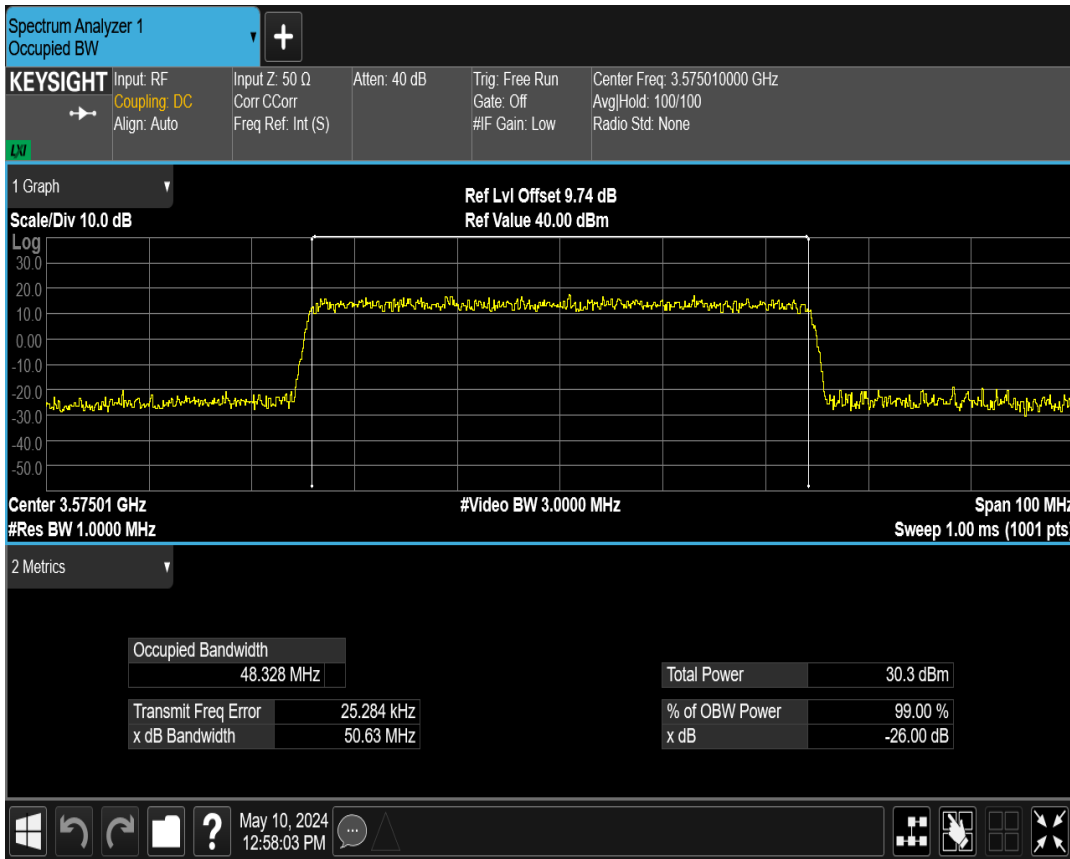 Spectrum Analyzer 1
Occupied BW
+
KEYSIGHT
LXI
Input: RF
Coupling: DC
Align: Auto
Input Z: 50 Ω
Corr CCorr
Freq Ref: Int (S)
Atten: 40 dB
Trig: Free Run
Gate: Off
#IF Gain: Low
Center Freq: 3.575010000 GHz
Avg|Hold: 100/100
Radio Std: None
1 Graph
Scale/Div 10.0 dB
Ref Lvl Offset 9.74 dB
Ref Value 40.00 dBm
Log
30.0
20.0
10.0
0.00
-10.0
-20.0
-30.0
-40.0
-50.0
Center 3.57501 GHz
#Res BW 1.0000 MHz
#Video BW 3.0000 MHz
Span 100 MHz
Sweep 1.00 ms (1001 pts)
2 Metrics
Occupied Bandwidth
48.328 MHz
Transmit Freq Error 25.284 kHz
x dB Bandwidth 50.63 MHz
Total Power 30.3 dBm
% of OBW Power 99.00 %
x dB -26.00 dB
?
May 10, 2024
12:58:03 PM